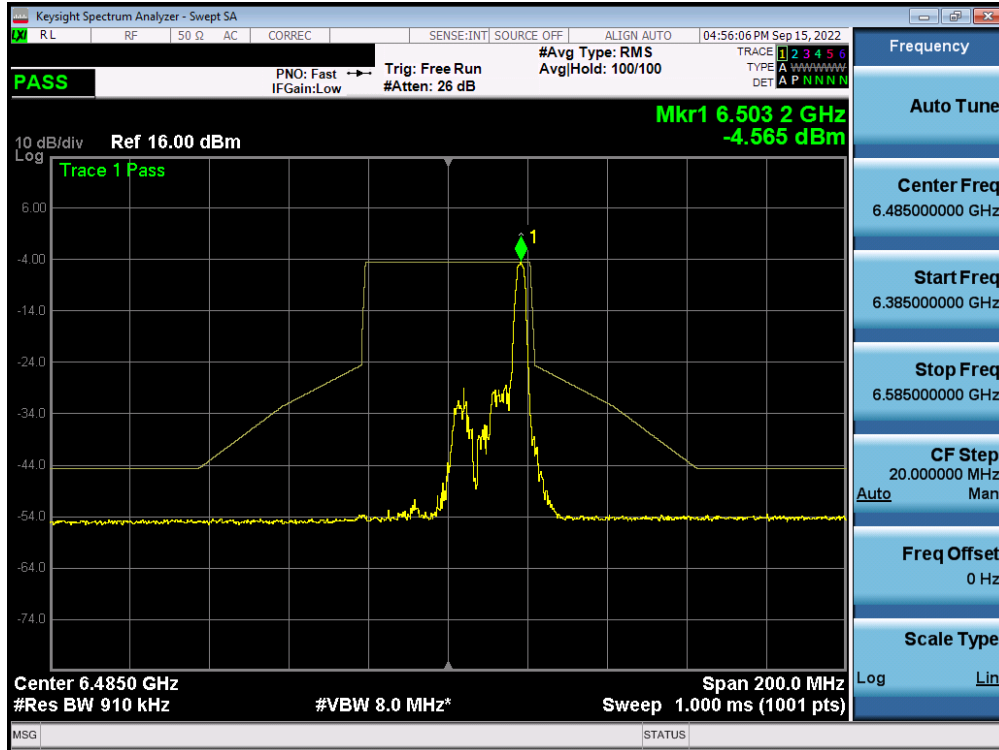 Keysight Spectrum Analyzer - Swept SA
LXI RL RF 50 Ω AC CORREC SENSE:INT SOURCE OFF ALIGN AUTO 04:56:06 PM Sep 15, 2022
Frequency
#Avg Type: RMS
TRACE 1 2 3 4 5 6
PASS
PNO: Fast
Trig: Free Run
Avg|Hold: 100/100
TYPE A WWWWW
IFGain:Low
#Atten: 26 dB
DET A P N N N N
Mkr1 6.503 2 GHz
-4.565 dBm
10 dB/div Ref 16.00 dBm
Log
Trace 1 Pass
6.00
1
-4.00
-14.0
-24.0
-34.0
-44.0
-54.0
-64.0
-74.0
Center 6.4850 GHz
Span 200.0 MHz
#Res BW 910 kHz
#VBW 8.0 MHz*
Sweep 1.000 ms (1001 pts)
MSG
STATUS
Auto Tune
Center Freq
6.485000000 GHz
Start Freq
6.385000000 GHz
Stop Freq
6.585000000 GHz
CF Step
20.000000 MHz
Auto Man
Freq Offset
0 Hz
Scale Type
Log Lin